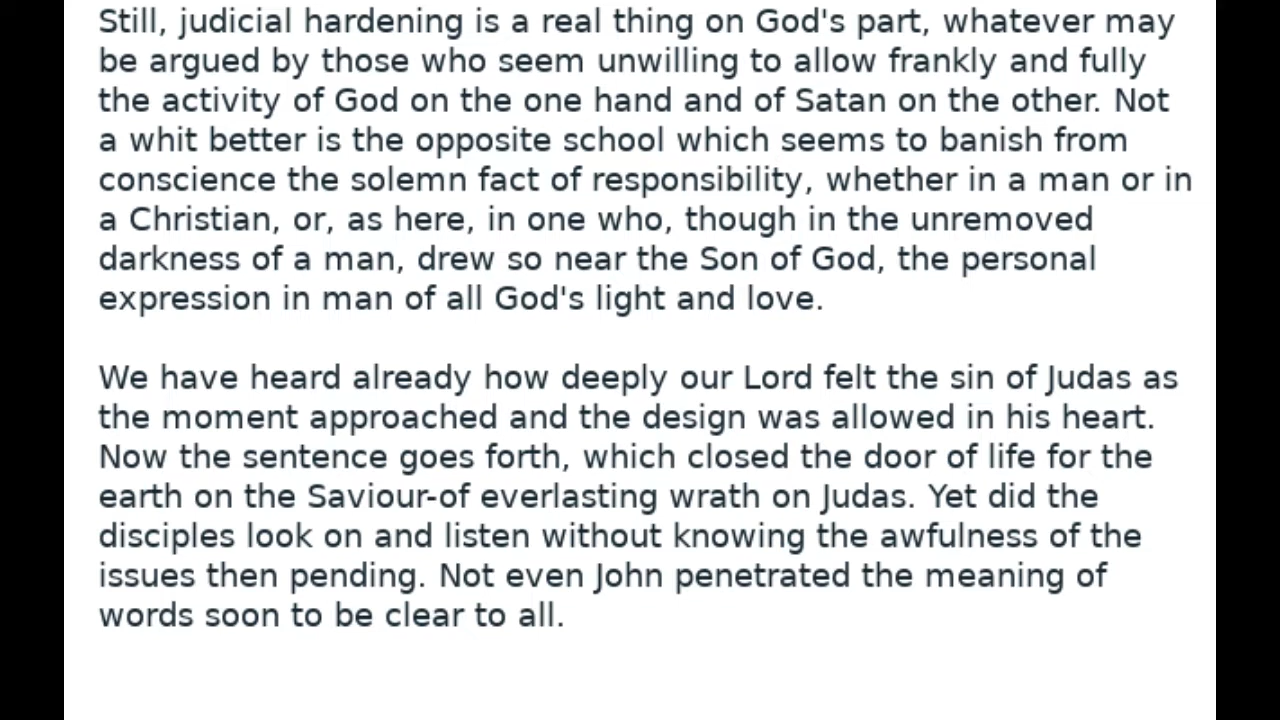 Still, judicial hardening is a real thing on God's part, whatever may
be argued by those who seem unwilling to allow frankly and fully
the activity of God on the one hand and of Satan on the other. Not
a whit better is the opposite school which seems to banish from
conscience the solemn fact of responsibility, whether in a man or in
a Christian, or, as here, in one who, though in the unremoved
darkness of a man, drew so near the Son of God, the personal
expression in man of all God's light and love.
We have heard already how deeply our Lord felt the sin of Judas as
the moment approached and the design was allowed in his heart.
Now the sentence goes forth, which closed the door of life for the
earth on the Saviour-of everlasting wrath on Judas. Yet did the
disciples look on and listen without knowing the awfulness of the
issues then pending. Not even John penetrated the meaning of
words soon to be clear to all.